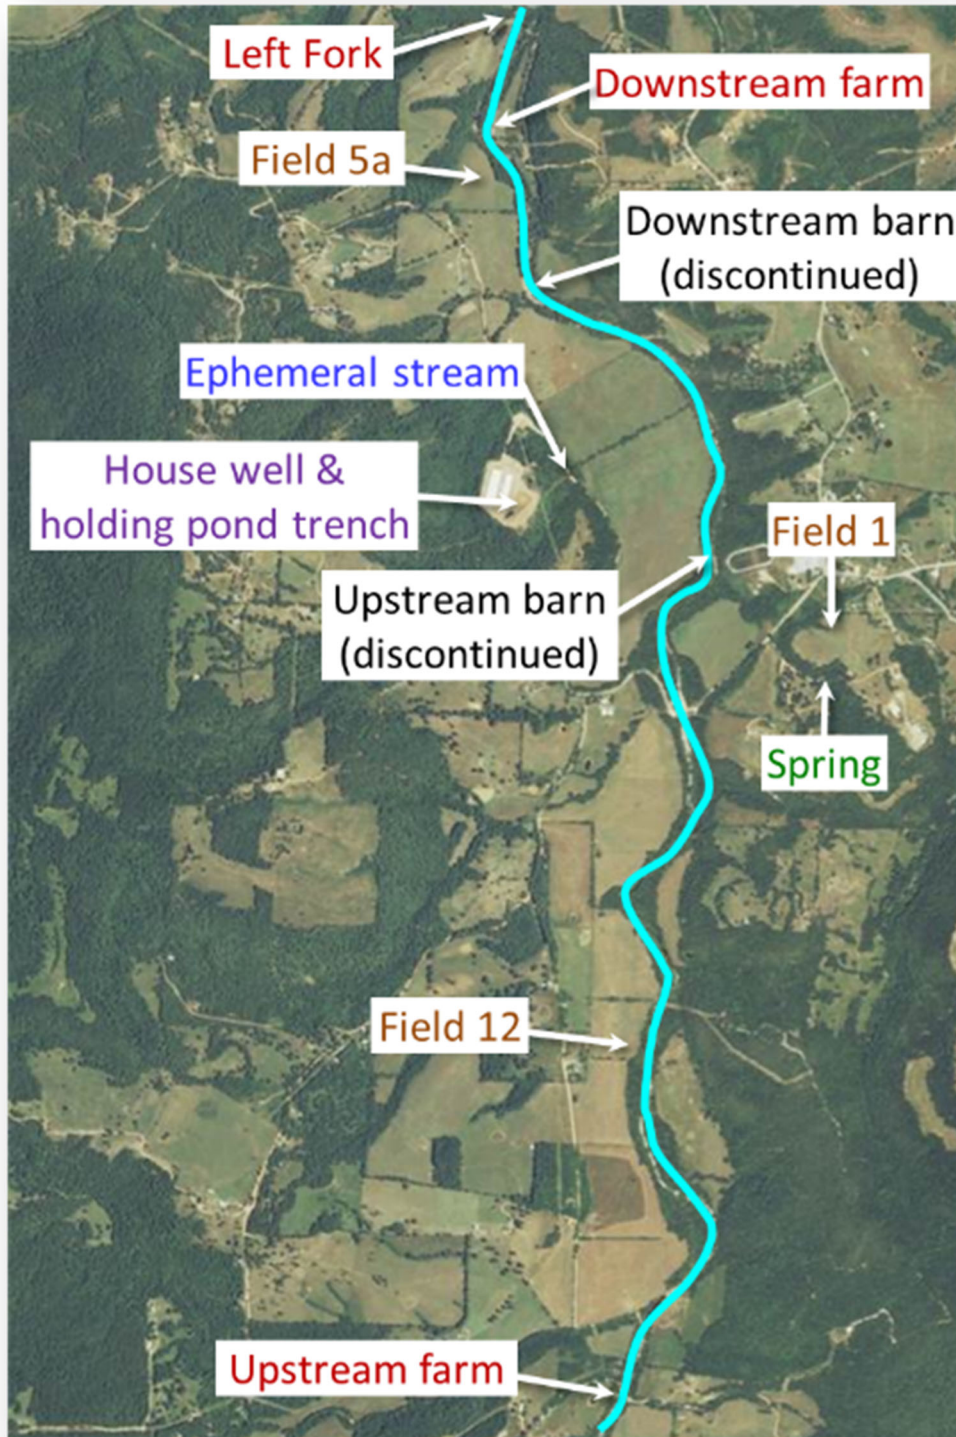 Left Fork
Downstream farm
Field 5a
Downstream barn
(discontinued)
Ephemeral stream
House well &
holding pond trench
Field 1
Upstream barn
(discontinued)
Spring
Field 12
Upstream farm